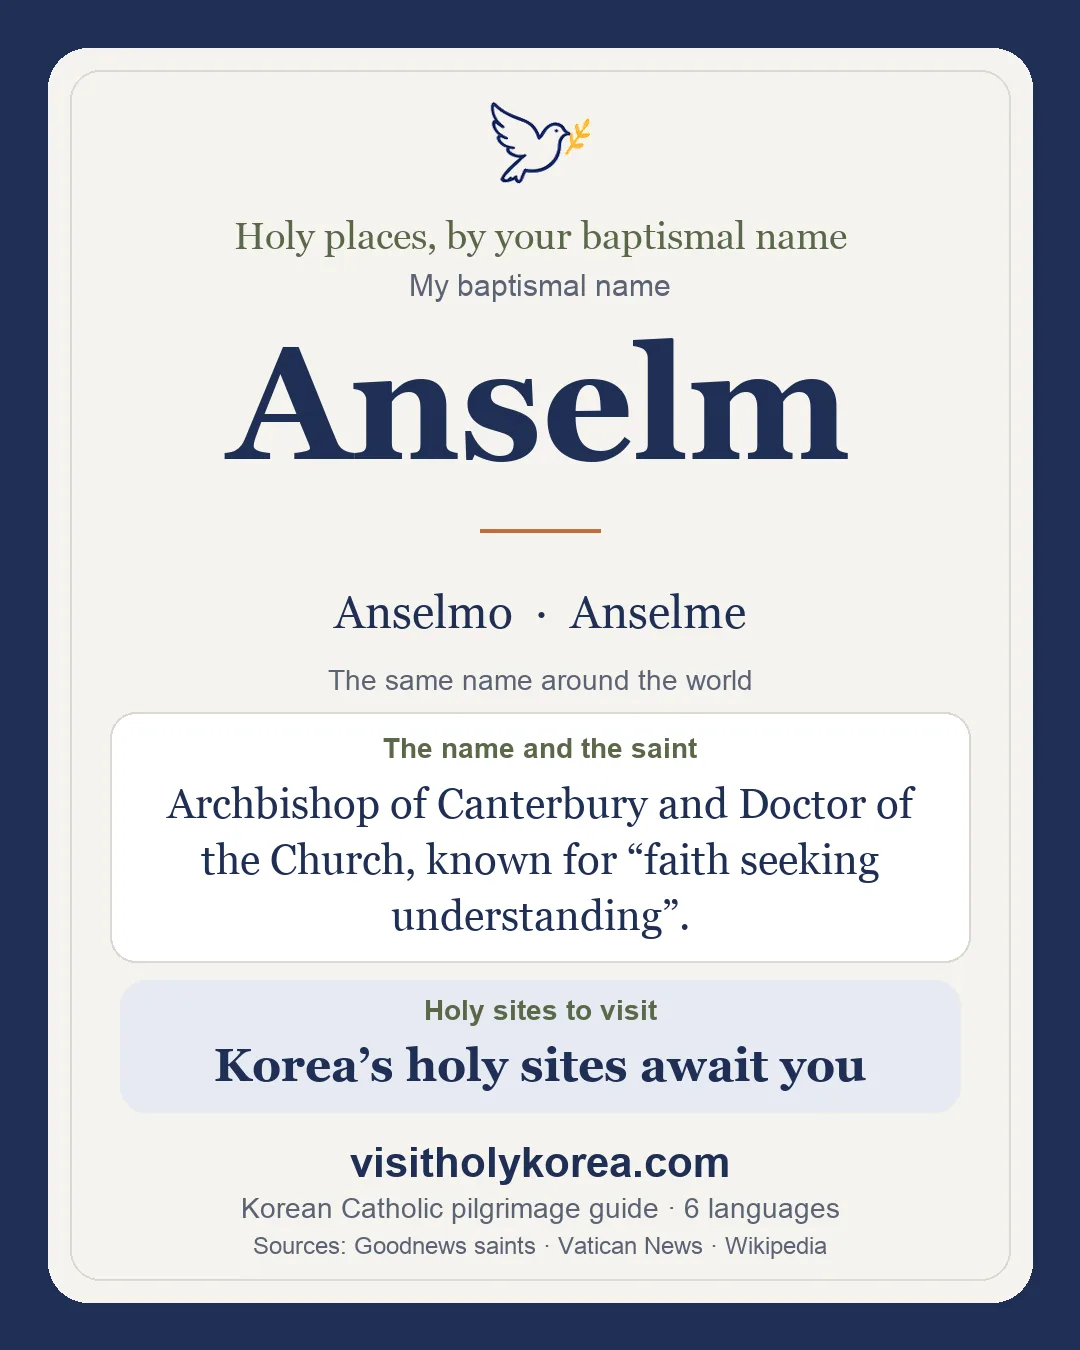 Holy places, by your baptismal name
My baptismal name
Anselm
Anselmo · Anselme
The same name around the world
The name and the saint
Archbishop of Canterbury and Doctor of
the Church, known for “faith seeking
understanding”.
Holy sites to visit
Korea’s holy sites await you
visitholykorea.com
Korean Catholic pilgrimage guide · 6 languages
Sources: Goodnews saints · Vatican News · Wikipedia